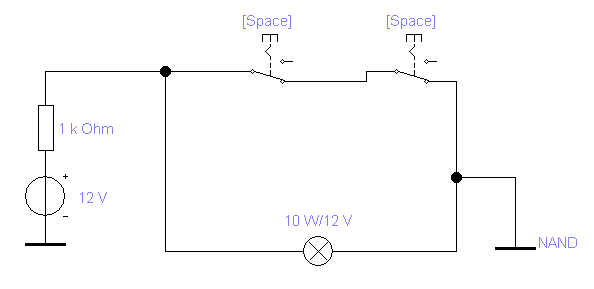 [Space] [Space]
1 k Ohm
12 V
10 W/12 V
NAND